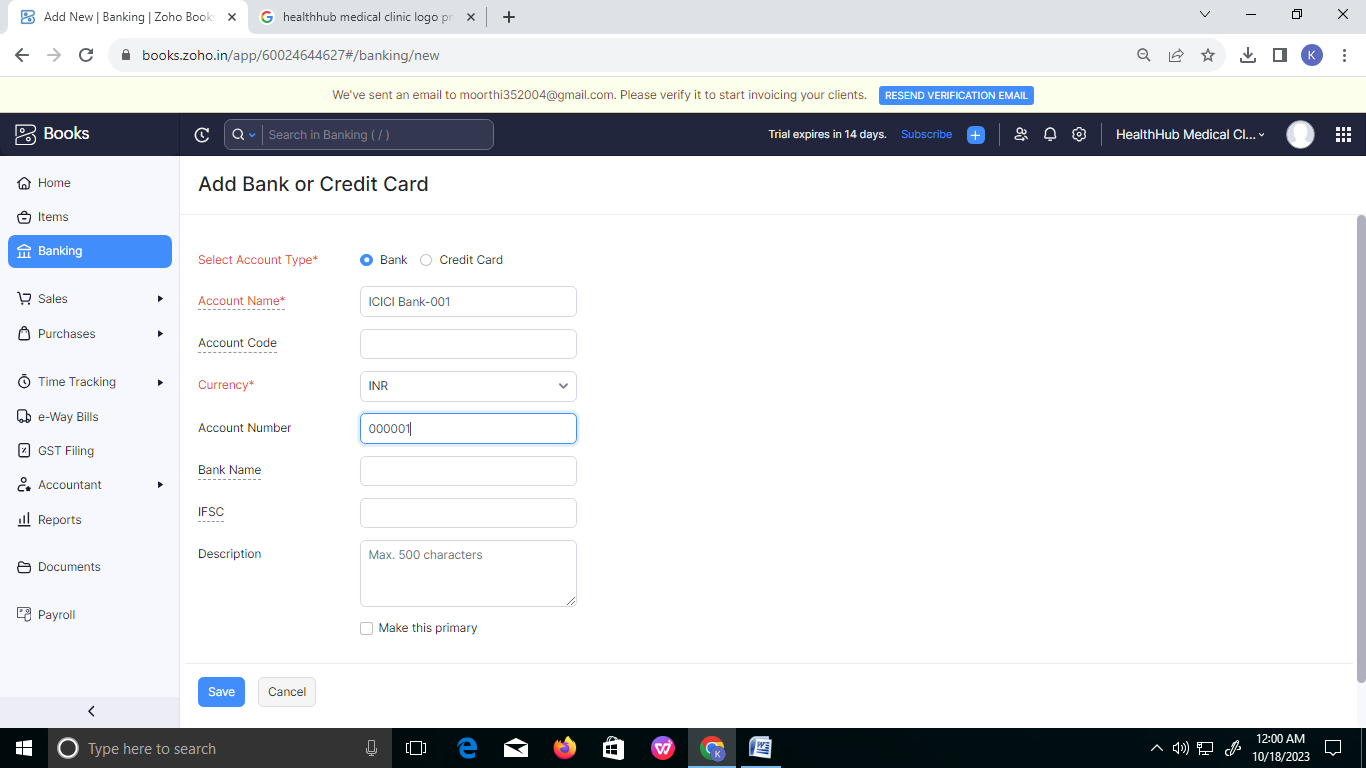 Add New | Banking | Zoho Books
healthhub medical clinic logo pn
books.zoho.in/app/60024644627#/banking/new
K
We've sent an email to moorthi352004@gmail.com. Please verify it to start invoicing your clients. RESEND VERIFICATION EMAIL
Books
Search in Banking ( / )
Trial expires in 14 days. Subscribe
HealthHub Medical Cl...
Home
Items
Banking
Sales
Purchases
Time Tracking
e-Way Bills
GST Filing
Accountant
Reports
Documents
Payroll
Add Bank or Credit Card
Select Account Type* Bank Credit Card
Account Name* ICICI Bank-001
Account Code
Currency* INR
Account Number 000001
Bank Name
IFSC
Description Max. 500 characters
Make this primary
Save Cancel
Type here to search
12:00 AM
10/18/2023